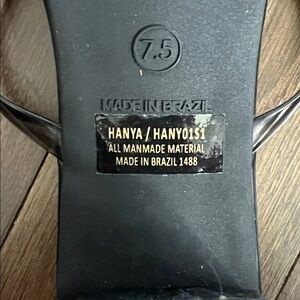 7.5
MADE IN BRAZIL
HANYA / HANY01S1
ALL MANMADE MATERIAL
MADE IN BRAZIL 1488